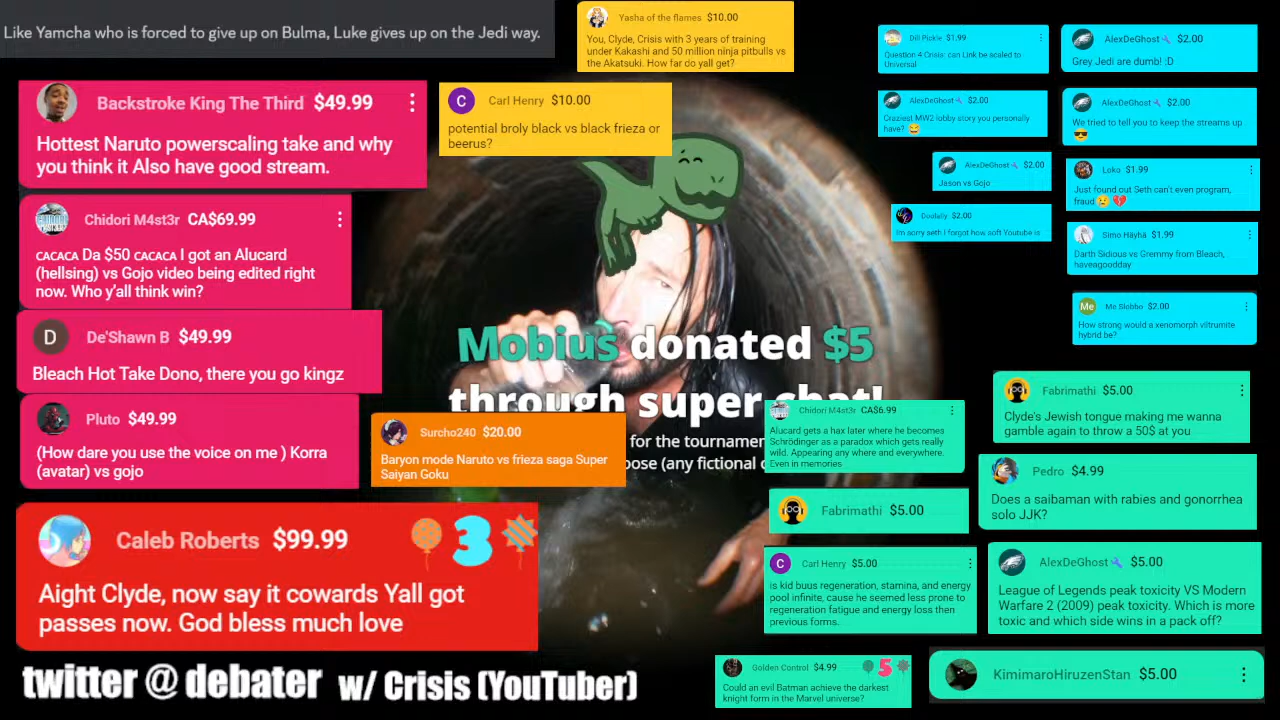 Like Yamcha who is forced to give up on Bulma, Luke gives up on the Jedi way.
Backstroke King The Third $49.99
Hottest Naruto powerscaling take and why
you think it Also have good stream.
Chidori M4st3r CA$69.99
CACACA Da $50 CACACA I got an Alucard
(hellsing) vs Gojo video being edited right
now. Who y'all think win?
D De'Shawn B $49.99
Bleach Hot Take Dono, there you go kingz
Pluto $49.99
(How dare you use the voice on me ) Korra
(avatar) vs gojo
Caleb Roberts $99.99
3
Aight Clyde, now say it cowards Yall got
passes now. God bless much love
twitter @ debater w/ Crisis (YouTuber)
Yasha of the flames $10.00
You, Clyde, Crisis with 3 years of training
under Kakashi and 50 million ninja pitbulls vs
the Akatsuki. How far do yall get?
C Carl Henry $10.00
potential broly black vs black frieza or
beerus?
Mobius donated $5
through super chat!
for the tournamen
Surcho240 $20.00
Baryon mode Naruto vs frieza saga Super
Saiyan Goku
oose (any fictional c
Dill Pickle $1.99
Question 4 Crisis: can Link be scaled to
Universal
AlexDeGhost $2.00
Craziest MW2 lobby story you personally
have? 😂
AlexDeGhost $2.00
Jason vs Gojo
Doolally $2.00
Im sorry seth I forgot how soft Youtube is
AlexDeGhost $2.00
Grey Jedi are dumb! :D
AlexDeGhost $2.00
We tried to tell you to keep the streams up
😎
Loko $1.99
Just found out Seth can't even program,
fraud 😥 💔
Simo Häyhä $1.99
Darth Sidious vs Gremmy from Bleach,
haveagoodday
Me Me Slobbo $2.00
How strong would a xenomorph viltrumite
hybrid be?
Chidori M4st3r CA$6.99
Alucard gets a hax later where he becomes
Schrödinger as a paradox which gets really
wild. Appearing any where and everywhere.
Even in memories
Fabrimathi $5.00
C Carl Henry $5.00
is kid buus regeneration, stamina, and energy
pool infinite, cause he seemed less prone to
regeneration fatigue and energy loss then
previous forms.
Golden Control $4.99
5
Could an evil Batman achieve the darkest
knight form in the Marvel universe?
Fabrimathi $5.00
Clyde's Jewish tongue making me wanna
gamble again to throw a 50$ at you
Pedro $4.99
Does a saibaman with rabies and gonorrhea
solo JJK?
AlexDeGhost $5.00
League of Legends peak toxicity VS Modern
Warfare 2 (2009) peak toxicity. Which is more
toxic and which side wins in a pack off?
KimimaroHiruzenStan $5.00